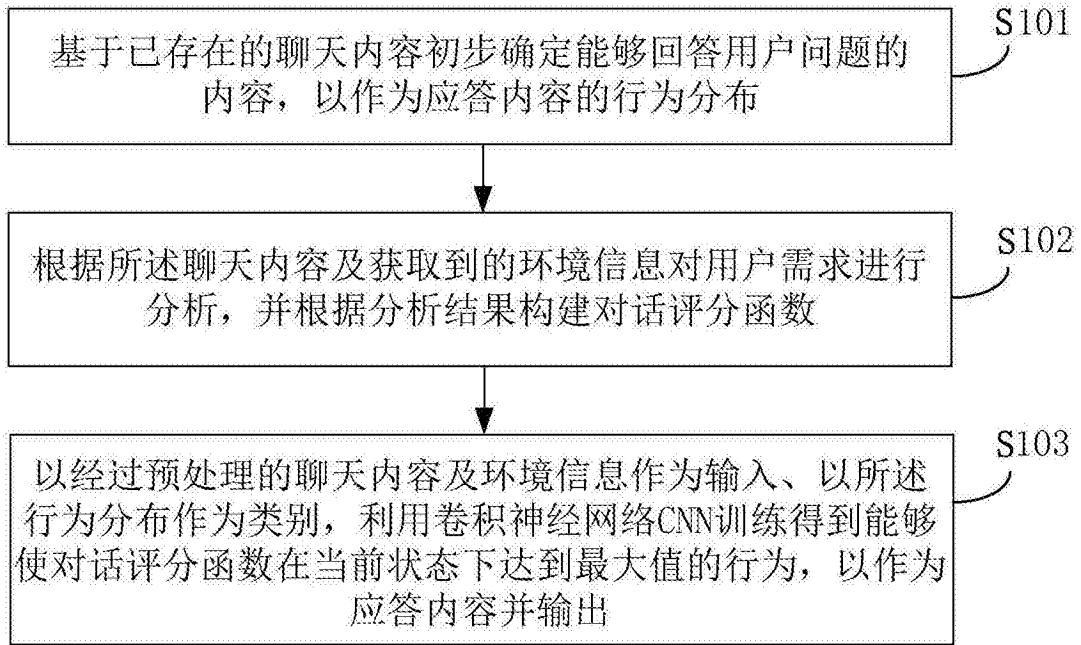 S101
基于已存在的聊天内容初步确定能够回答用户问题的
内容，以作为应答内容的行为分布
S102
根据所述聊天内容及获取到的环境信息对用户需求进行
分析，并根据分析结果构建对话评分函数
S103
以经过预处理的聊天内容及环境信息作为输入、以所述
行为分布作为类别，利用卷积神经网络CNN训练得到能够
使对话评分函数在当前状态下达到最大值的行为，以作为
应答内容并输出